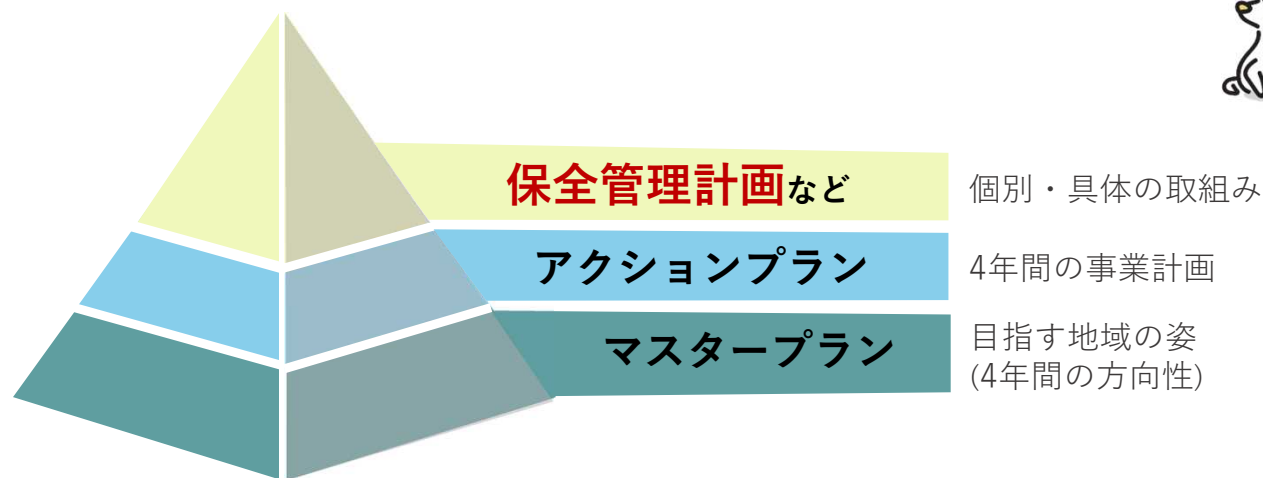 保全管理計画など
個別・具体の取組み
アクションプラン
4年間の事業計画
マスタープラン
目指す地域の姿
(4年間の方向性)